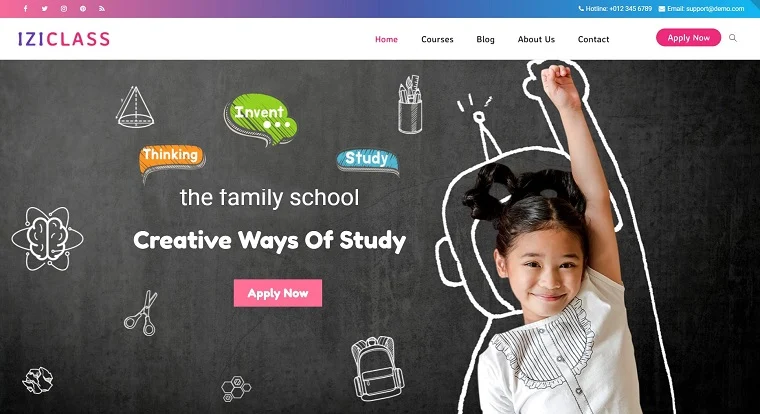 Hotline: +012 345 6789 Email: support@demo.com
IZICLASS Home Courses Blog About Us Contact Apply Now
Invent
Thinking
Study
the family school
Creative Ways Of Study
Apply Now